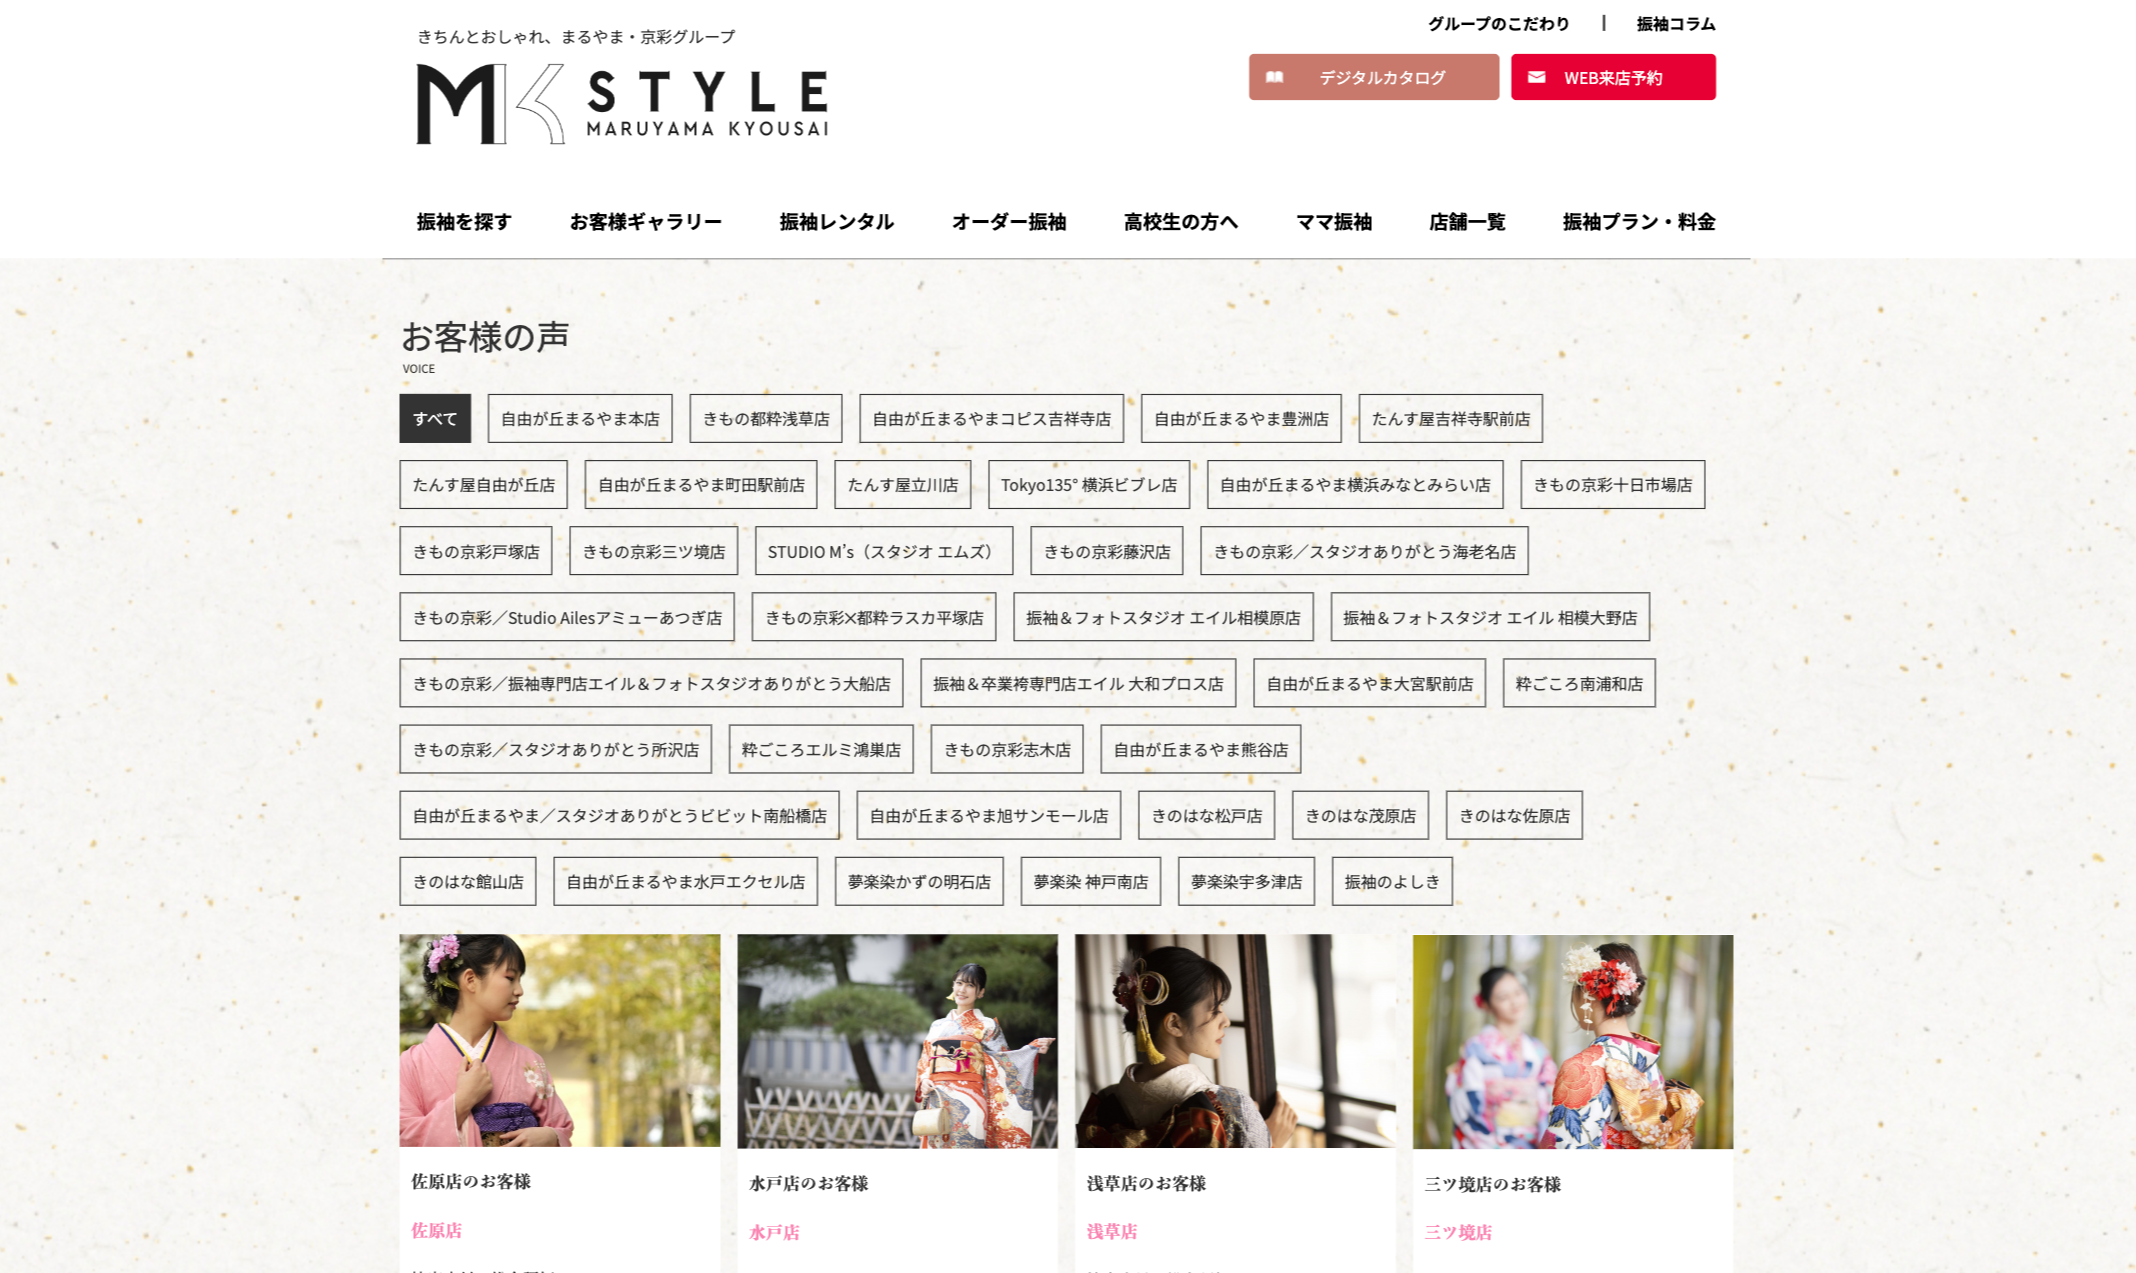 グループのこだわり | 振袖コラム
きちんとおしゃれ、まるやま・京彩グループ
MK STYLE
MARUYAMA KYOUSAI
デジタルカタログ WEB来店予約
振袖を探す お客様ギャラリー 振袖レンタル オーダー振袖 高校生の方へ ママ振袖 店舗一覧 振袖プラン・料金
お客様の声
VOICE
すべて 自由が丘まるやま本店 きもの都粋浅草店 自由が丘まるやまコピス吉祥寺店 自由が丘まるやま豊洲店 たんす屋吉祥寺駅前店
たんす屋自由が丘店 自由が丘まるやま町田駅前店 たんす屋立川店 Tokyo135° 横浜ビブレ店 自由が丘まるやま横浜みなとみらい店 きもの京彩十日市場店
きもの京彩戸塚店 きもの京彩三ツ境店 STUDIO M’s（スタジオ エムズ） きもの京彩藤沢店 きもの京彩／スタジオありがとう海老名店
きもの京彩／Studio Ailesアミューあつぎ店 きもの京彩×都粋ラスカ平塚店 振袖＆フォトスタジオ エイル相模原店 振袖＆フォトスタジオ エイル 相模大野店
きもの京彩／振袖専門店エイル＆フォトスタジオありがとう大船店 振袖＆卒業袴専門店エイル 大和プロス店 自由が丘まるやま大宮駅前店 粋ごころ南浦和店
きもの京彩／スタジオありがとう所沢店 粋ごころエルミ鴻巣店 きもの京彩志木店 自由が丘まるやま熊谷店
自由が丘まるやま／スタジオありがとうビビット南船橋店 自由が丘まるやま旭サンモール店 きのはな松戸店 きのはな茂原店 きのはな佐原店
きのはな館山店 自由が丘まるやま水戸エクセル店 夢楽染かずの明石店 夢楽染 神戸南店 夢楽染宇多津店 振袖のよしき
佐原店のお客様 水戸店のお客様 浅草店のお客様 三ツ境店のお客様
佐原店 水戸店 浅草店 三ツ境店